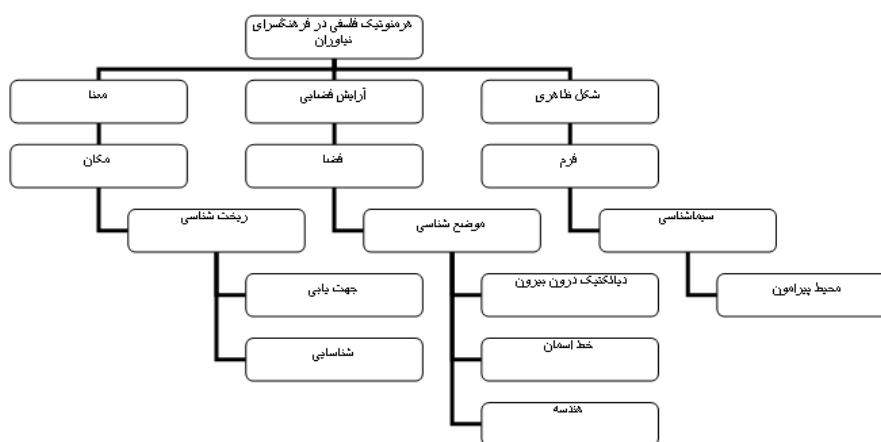 هرمنوتیک فلسفی در فرهنگسرای
نیاوران
شکل ظاهری
آرایش فضایی
معنا
فرم
فضا
مکان
سیماشناسی
موضع شناسی
ریخت شناسی
محیط پیرامون
دیالکتیک درون بیرون
جهت یابی
خط اسمان
شناسایی
هندسه